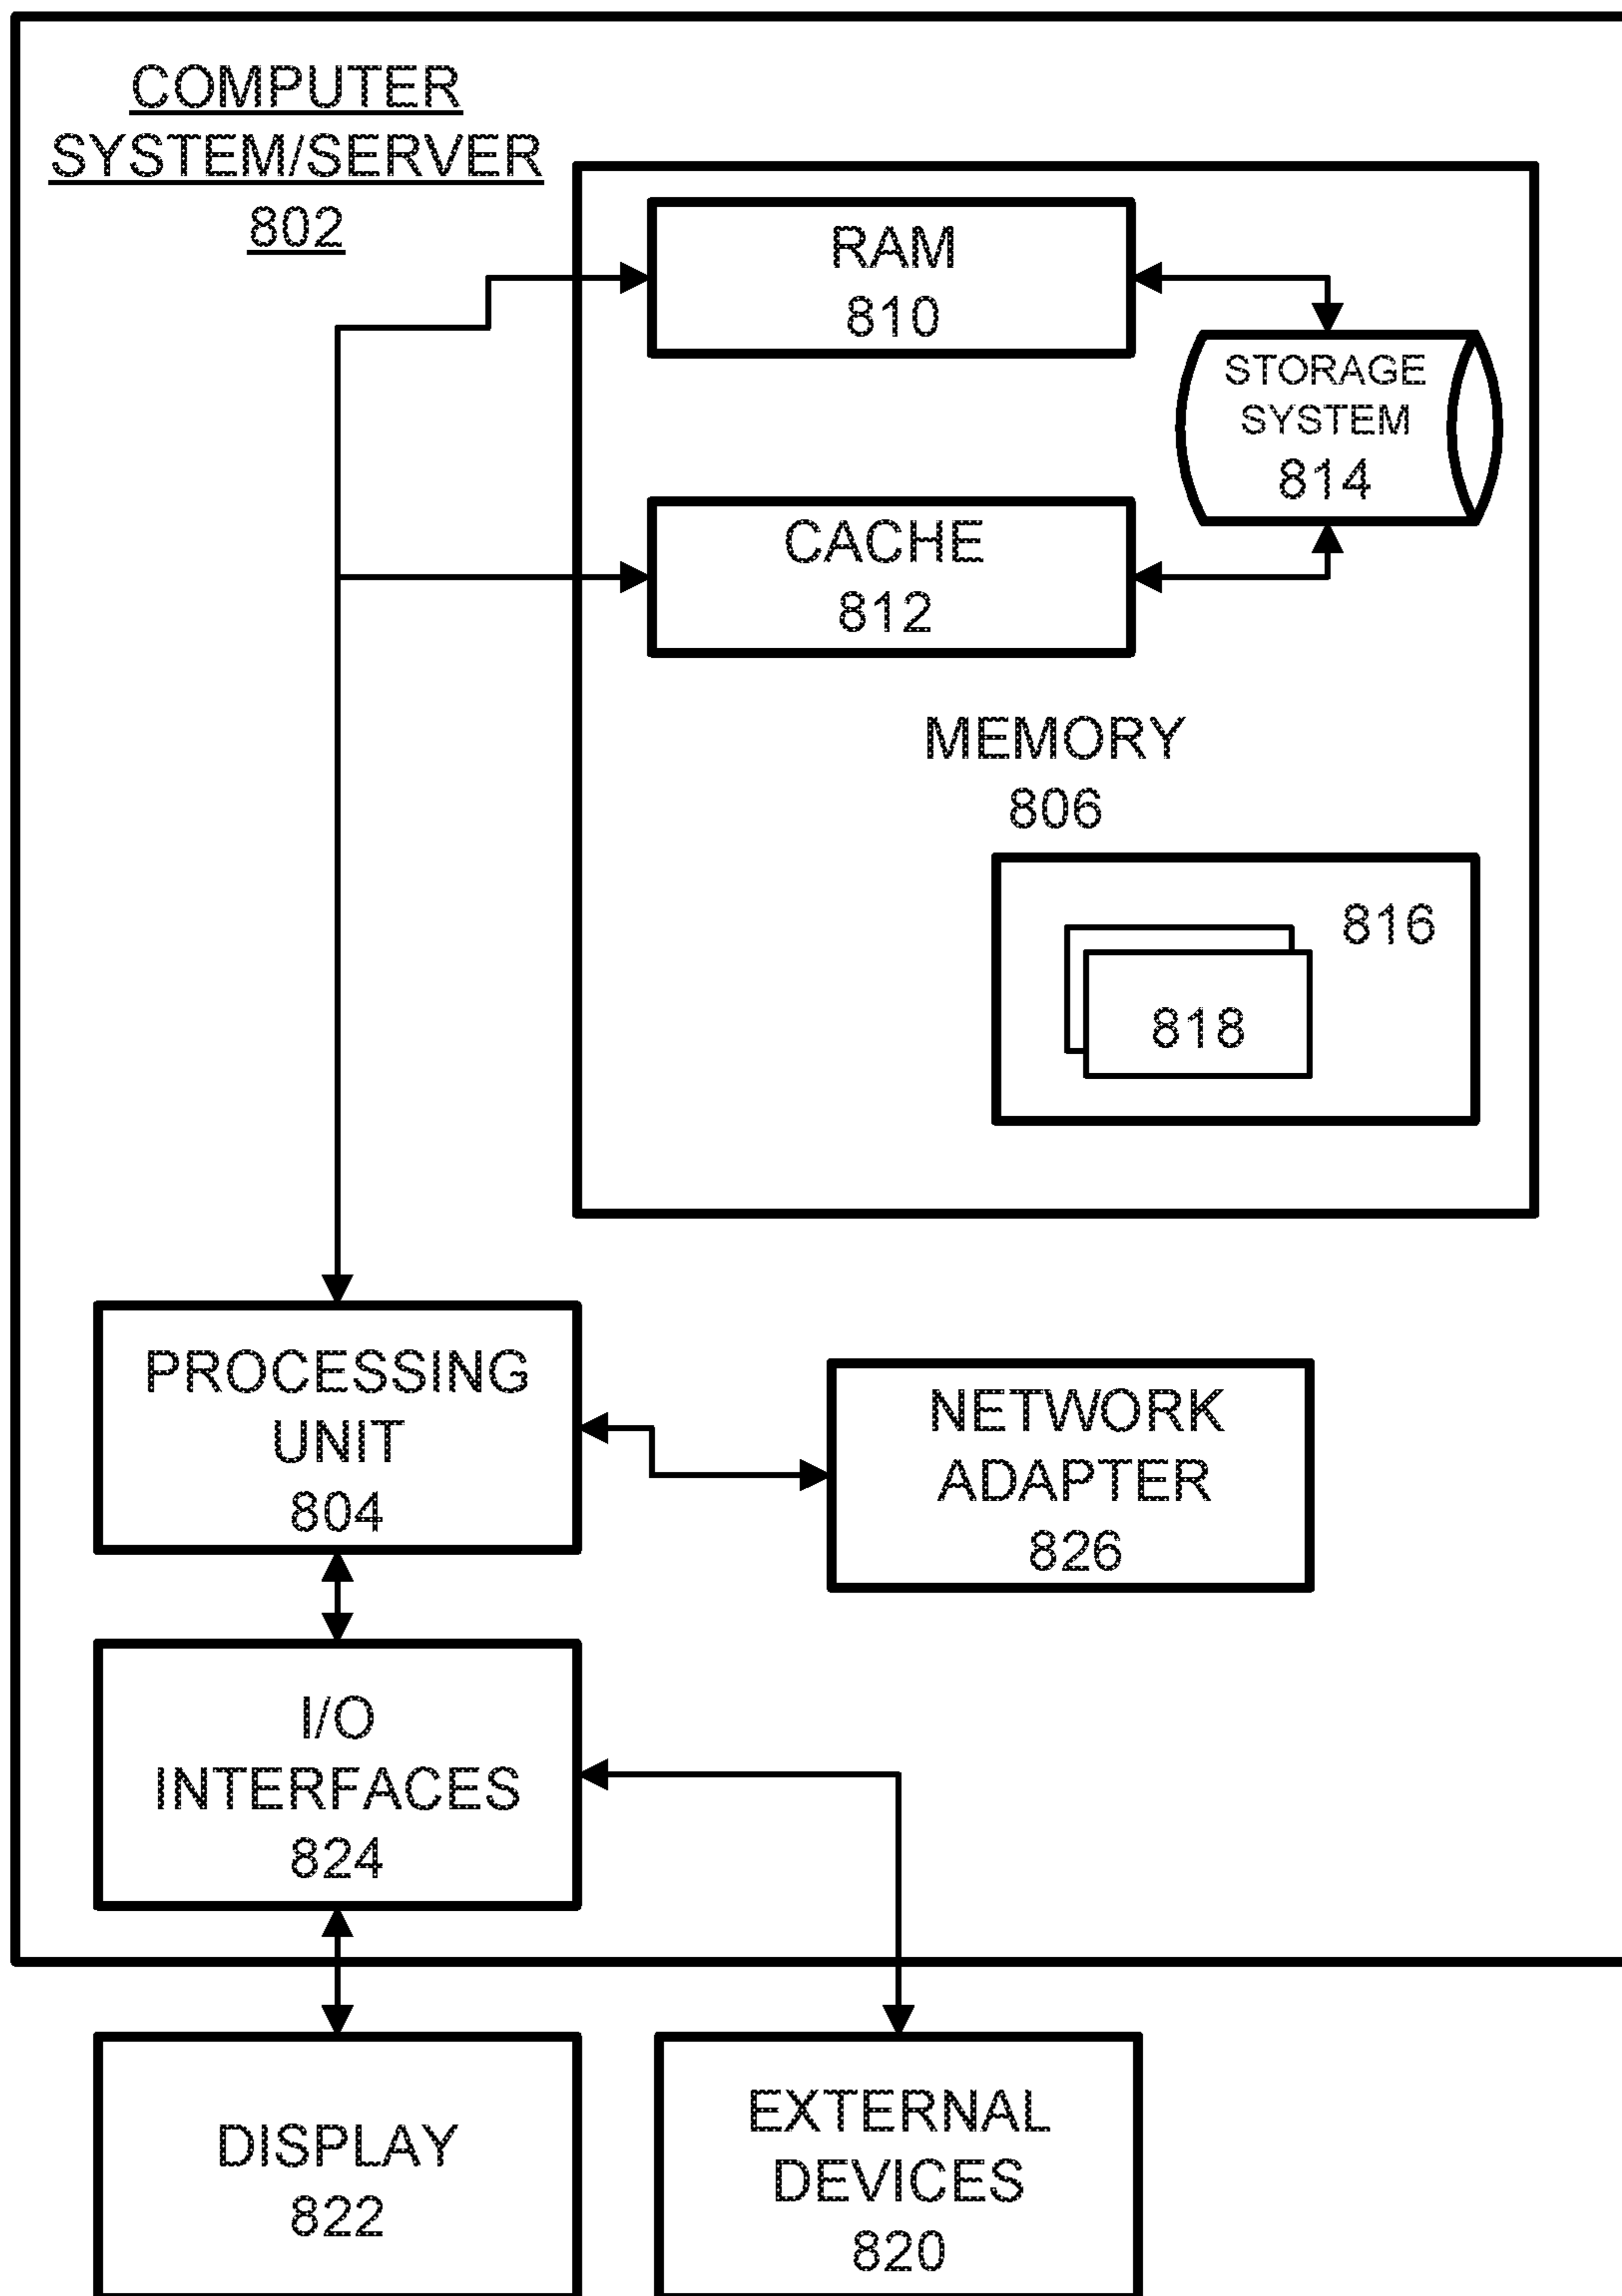 COMPUTER
SYSTEM/SERVER
802
RAM
810
STORAGE
SYSTEM
814
CACHE
812
MEMORY
806
816
818
PROCESSING
UNIT
804
NETWORK
ADAPTER
826
I/O
INTERFACES
824
DISPLAY
822
EXTERNAL
DEVICES
820